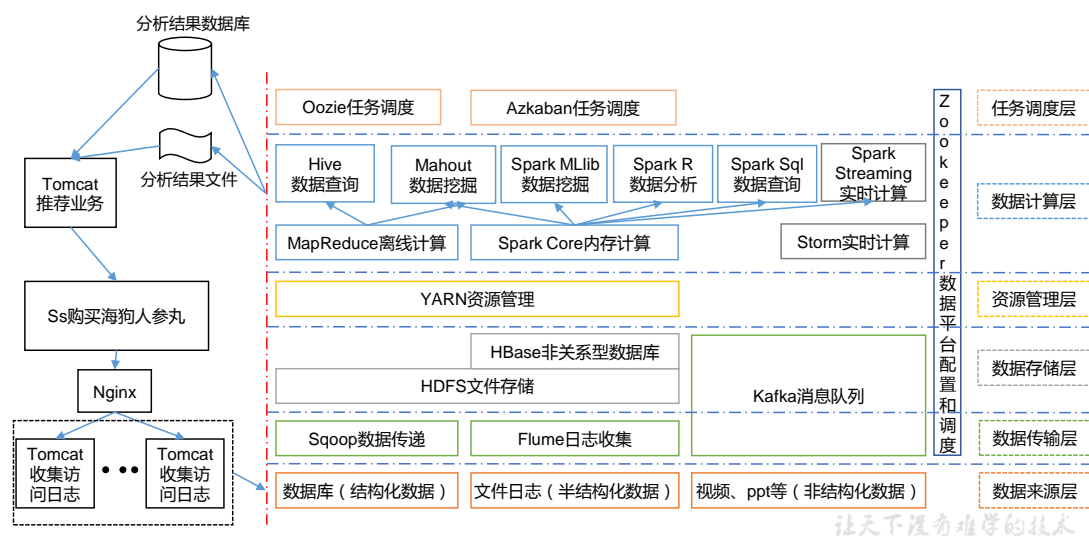 分析结果数据库
分析结果文件
Tomcat
推荐业务
Ss购买海狗人参丸
Nginx
Tomcat
收集访
问日志
Tomcat
收集访
问日志
Oozie任务调度
Azkaban任务调度
任务调度层
Hive
数据查询
Mahout
数据挖掘
Spark MLlib
数据挖掘
Spark R
数据分析
Spark Sql
数据查询
Spark
Streaming
实时计算
数据计算层
MapReduce离线计算
Spark Core内存计算
Storm实时计算
YARN资源管理
资源管理层
HBase非关系型数据库
HDFS文件存储
Kafka消息队列
数据存储层
Sqoop数据传递
Flume日志收集
数据传输层
数据库（结构化数据）
文件日志（半结构化数据）
视频、ppt等（非结构化数据）
数据来源层
Zookeeper数据平台配置和调度
让天下没有难学的技术